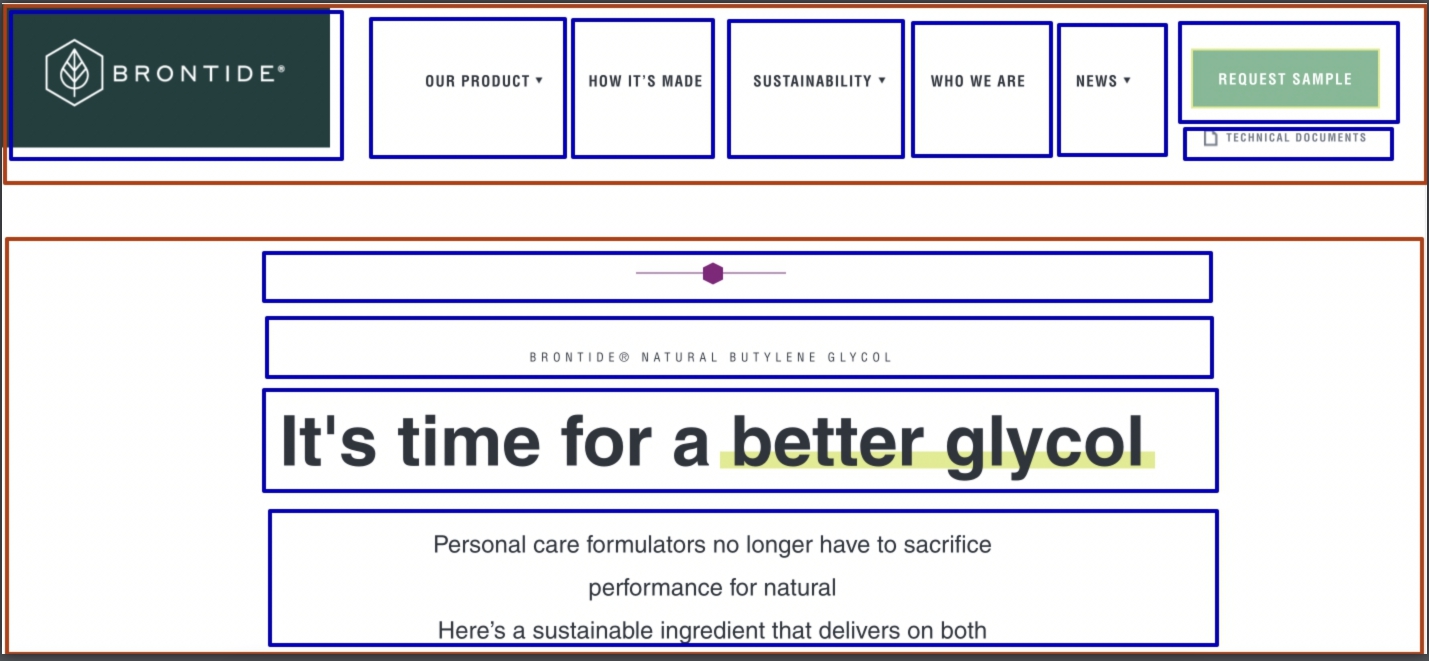 BRONTIDE®
OUR PRODUCT ▾
HOW IT'S MADE
SUSTAINABILITY ▾
WHO WE ARE
NEWS ▾
REQUEST SAMPLE
TECHNICAL DOCUMENTS
BRONTIDE® NATURAL BUTYLENE GLYCOL
It's time for a better glycol
Personal care formulators no longer have to sacrifice
performance for natural
Here’s a sustainable ingredient that delivers on both